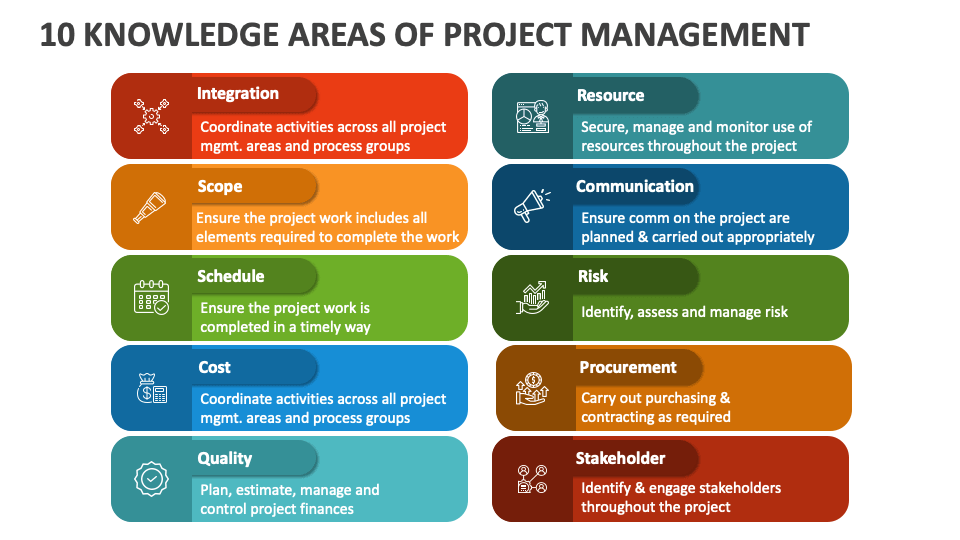 10 KNOWLEDGE AREAS OF PROJECT MANAGEMENT
Integration
Coordinate activities across all project
mgmt. areas and process groups
Scope
Ensure the project work includes all
elements required to complete the work
Schedule
Ensure the project work is
completed in a timely way
Cost
Coordinate activities across all project
mgmt. areas and process groups
Quality
Plan, estimate, manage and
control project finances
Resource
Secure, manage and monitor use of
resources throughout the project
Communication
Ensure comm on the project are
planned & carried out appropriately
Risk
Identify, assess and manage risk
Procurement
Carry out purchasing &
contracting as required
Stakeholder
Identify & engage stakeholders
throughout the project